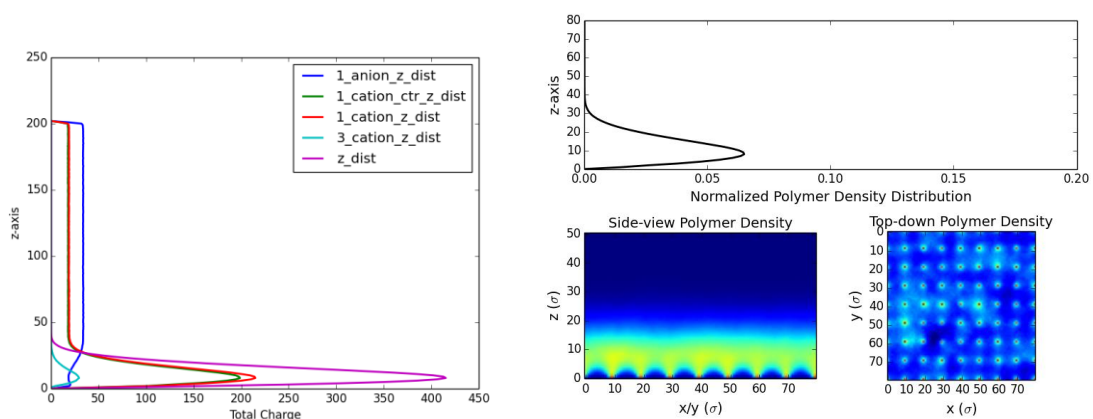 250
200
150
100
50
0
z-axis
0 50 100 150 200 250 300 350 400 450
Total Charge
1_anion_z_dist
1_cation_ctr_z_dist
1_cation_z_dist
3_cation_z_dist
z_dist
80
70
60
50
40
30
20
10
0
z-axis
0.00 0.05 0.10 0.15 0.20
Normalized Polymer Density Distribution
Side-view Polymer Density
50
40
30
20
10
0
z (σ)
0 10 20 30 40 50 60 70
x/y (σ)
Top-down Polymer Density
0
10
20
30
40
50
60
70
y (σ)
0 10 20 30 40 50 60 70
x (σ)